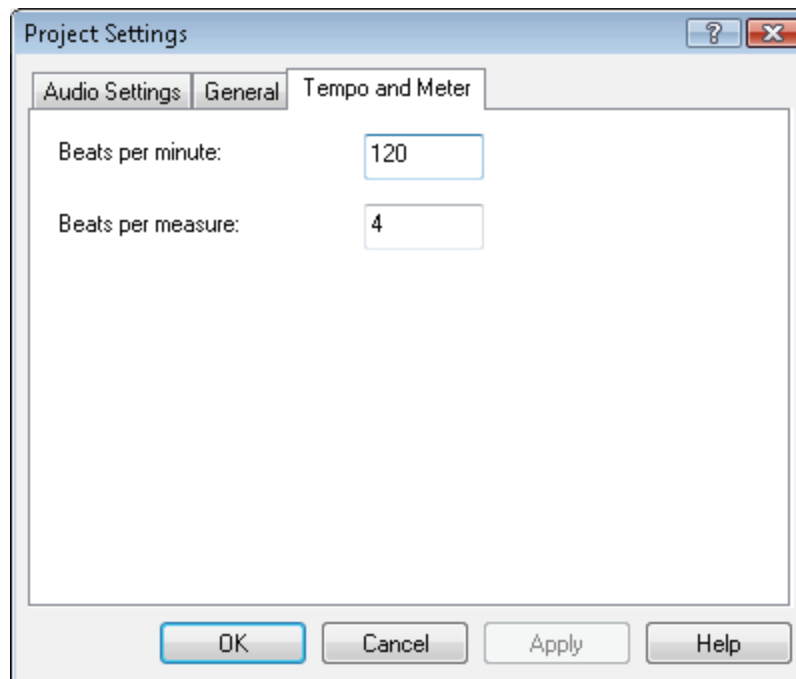 Project Settings
Audio Settings General Tempo and Meter
Beats per minute: 120
Beats per measure: 4
OK Cancel Apply Help